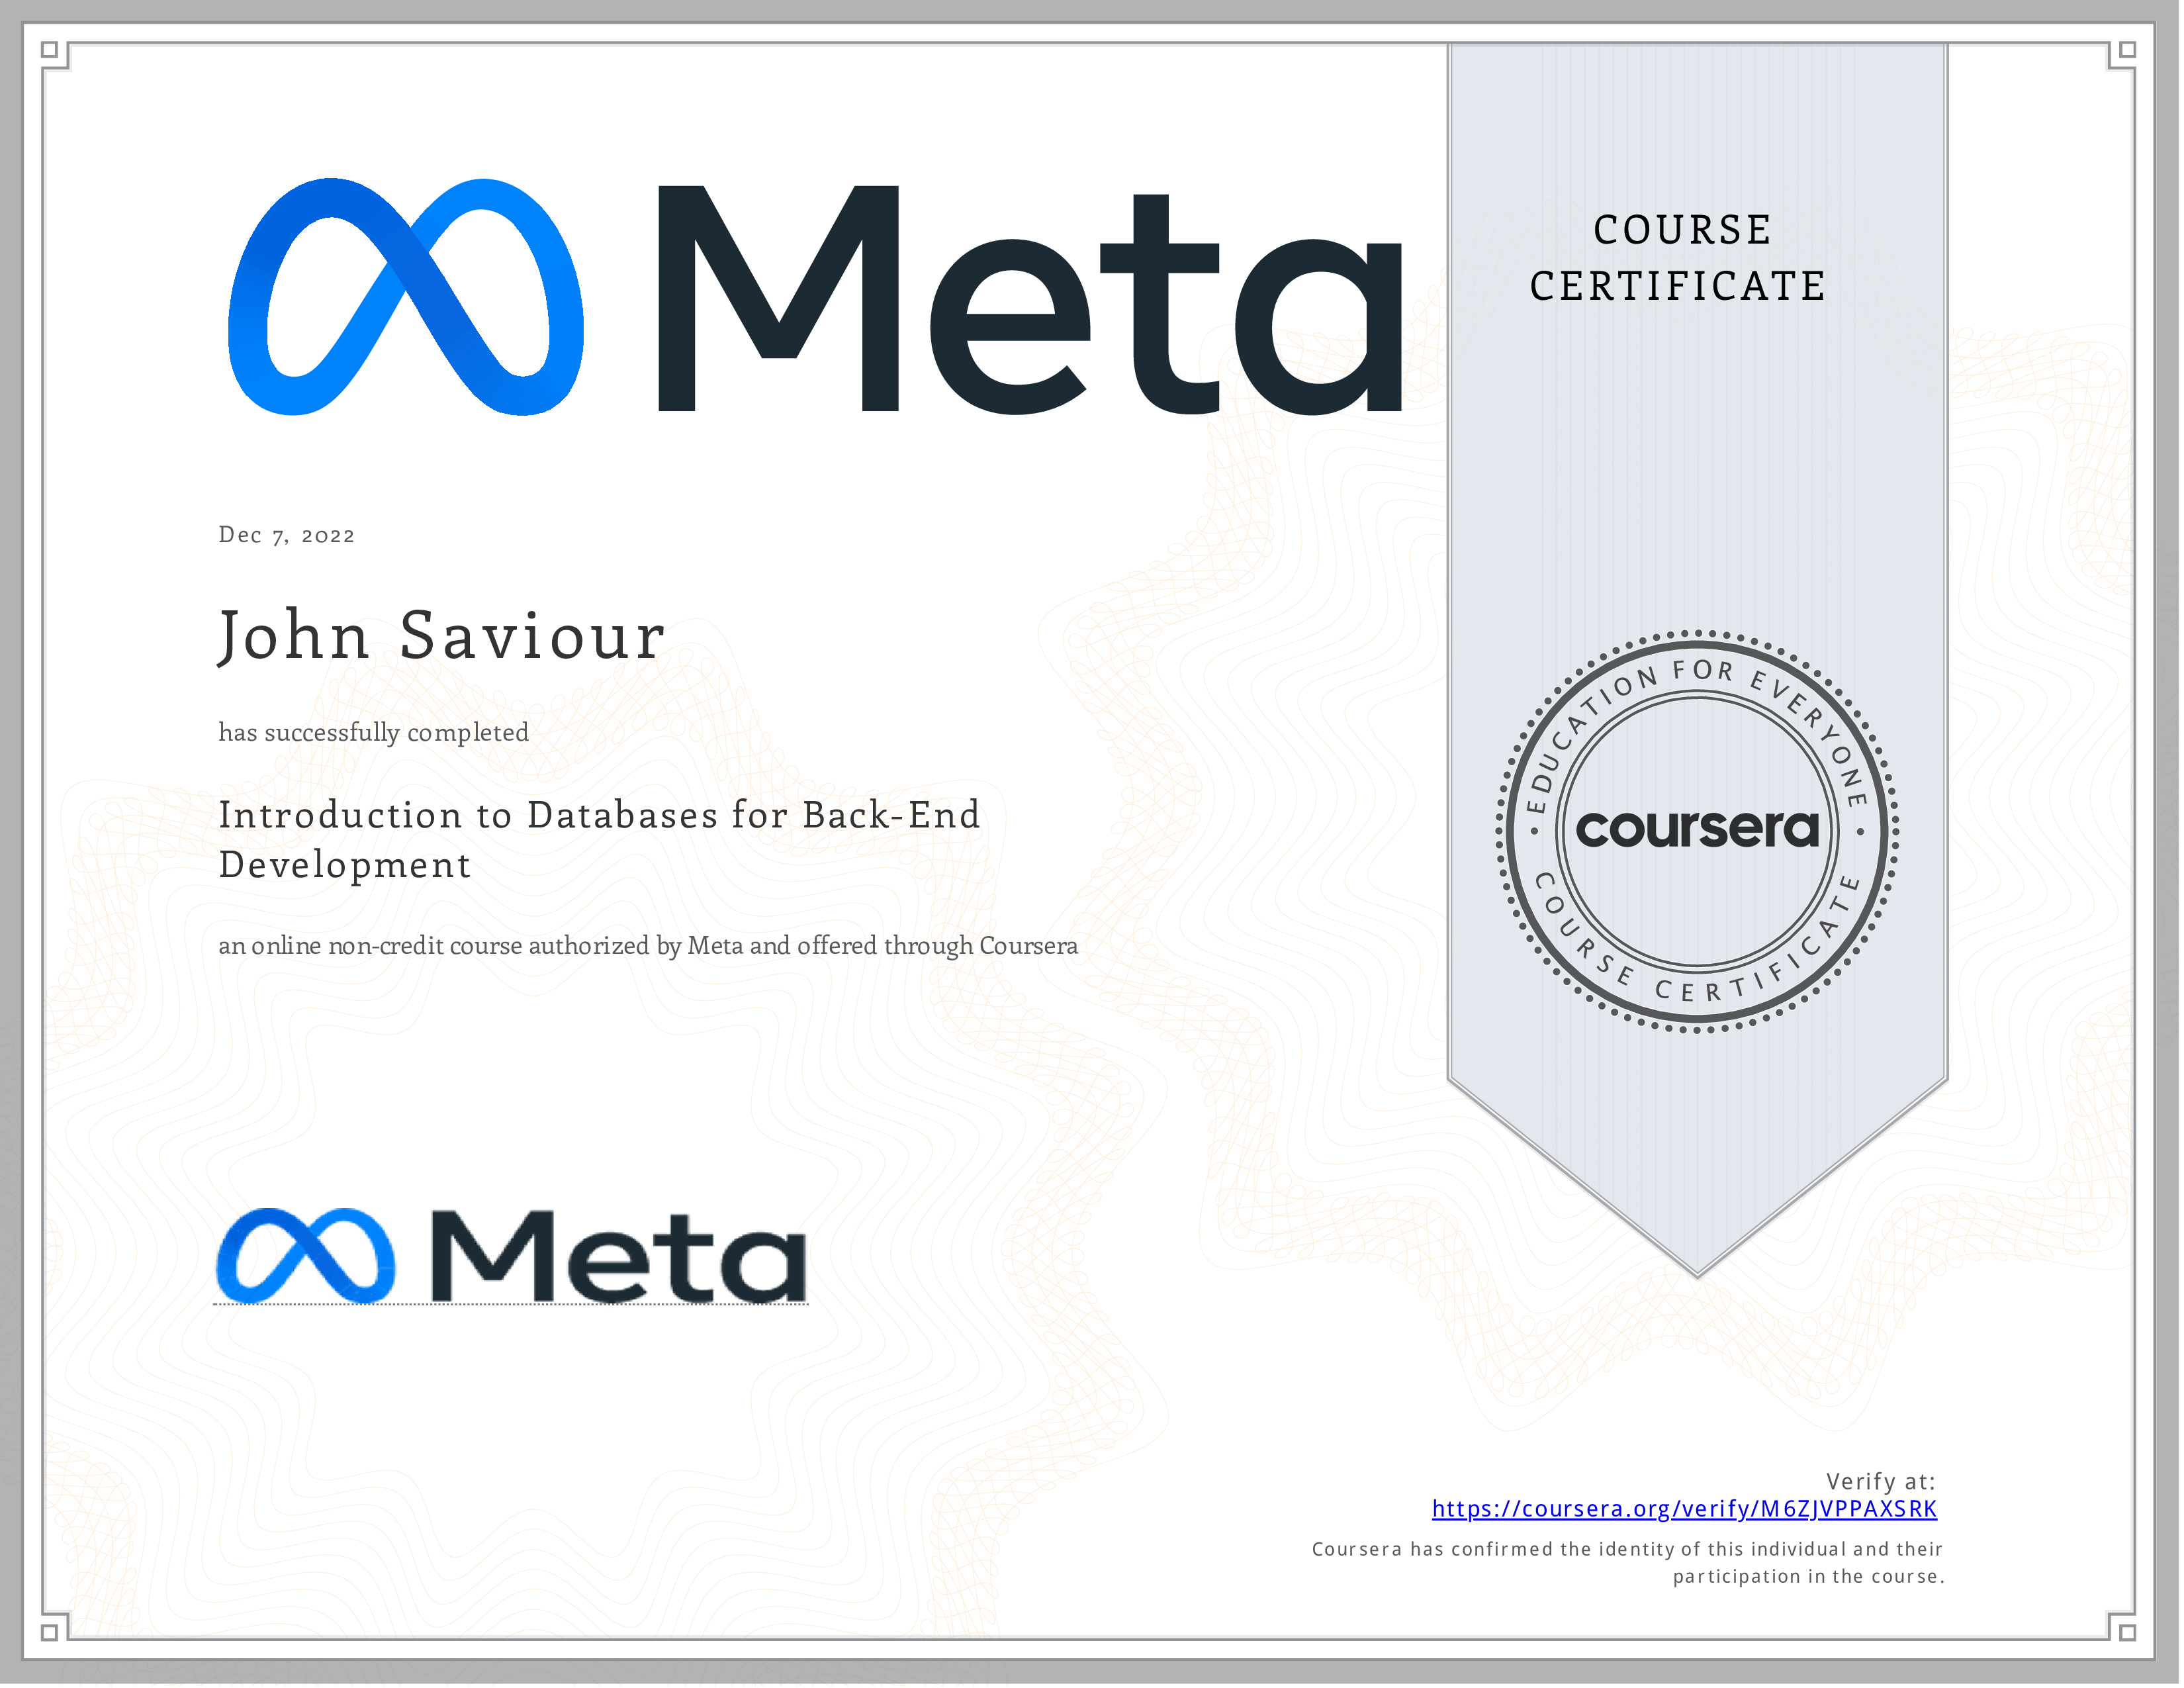 Meta
COURSE
CERTIFICATE
Dec 7, 2022
John Saviour
has successfully completed
Introduction to Databases for Back-End
Development
an online non-credit course authorized by Meta and offered through Coursera
EDUCATION FOR EVERYONE
coursera
COURSE CERTIFICATE
Meta
Verify at:
https://coursera.org/verify/M6ZJVPPAXSRK
Coursera has confirmed the identity of this individual and their
participation in the course.